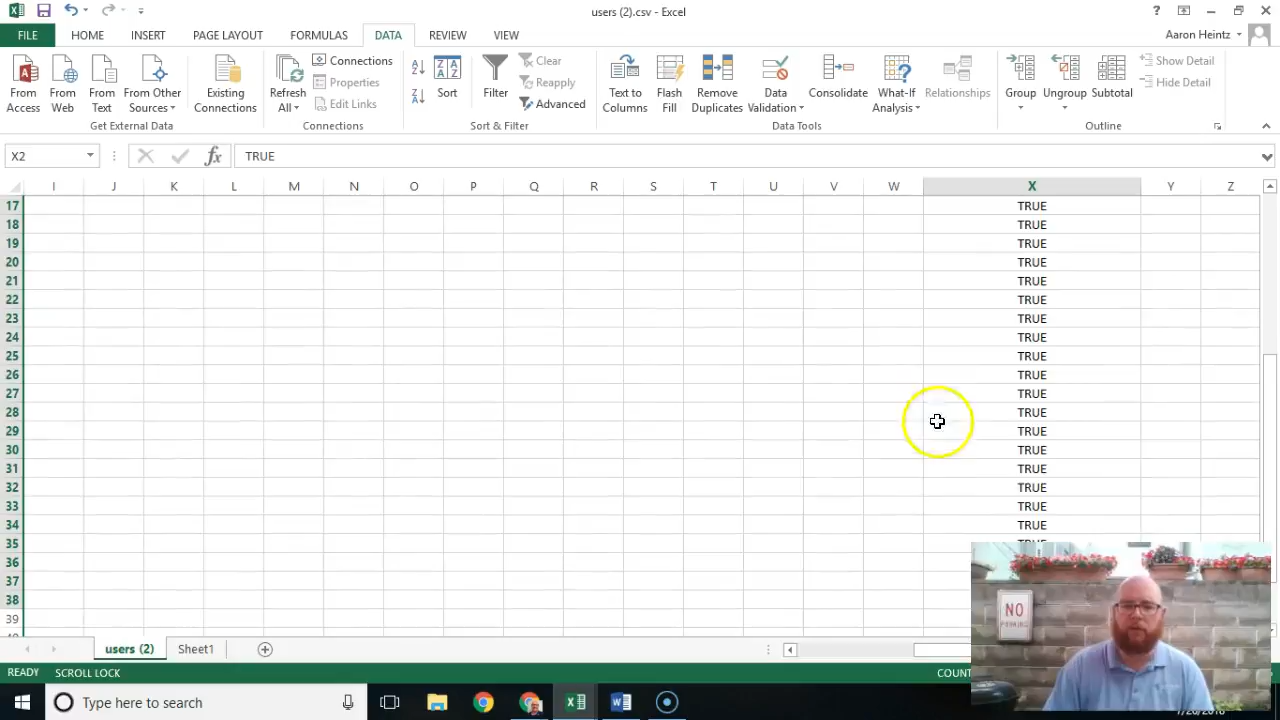 users (2).csv - Excel
FILE HOME INSERT PAGE LAYOUT FORMULAS DATA REVIEW VIEW Aaron Heintz
From Access
From Web
From Text
From Other Sources
Existing Connections
Get External Data
Refresh All
Connections
Properties
Edit Links
Connections
Sort
Filter
Clear
Reapply
Advanced
Sort & Filter
Text to Columns
Flash Fill
Remove Duplicates
Data Validation
Consolidate
What-If Analysis
Relationships
Data Tools
Group
Ungroup
Subtotal
Show Detail
Hide Detail
Outline
X2 fx TRUE
I J K L M N O P Q R S T U V W X Y Z
17 TRUE
18 TRUE
19 TRUE
20 TRUE
21 TRUE
22 TRUE
23 TRUE
24 TRUE
25 TRUE
26 TRUE
27 TRUE
28 TRUE
29 TRUE
30 TRUE
31 TRUE
32 TRUE
33 TRUE
34 TRUE
35 TRUE
36
37
38
39
NO
PARKING
users (2) Sheet1
READY SCROLL LOCK
Type here to search